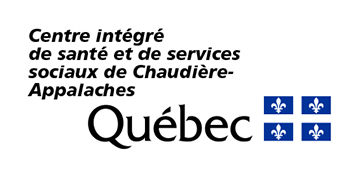 Centre intégré
de santé et de services
sociaux de Chaudière-
Appalaches
Québec